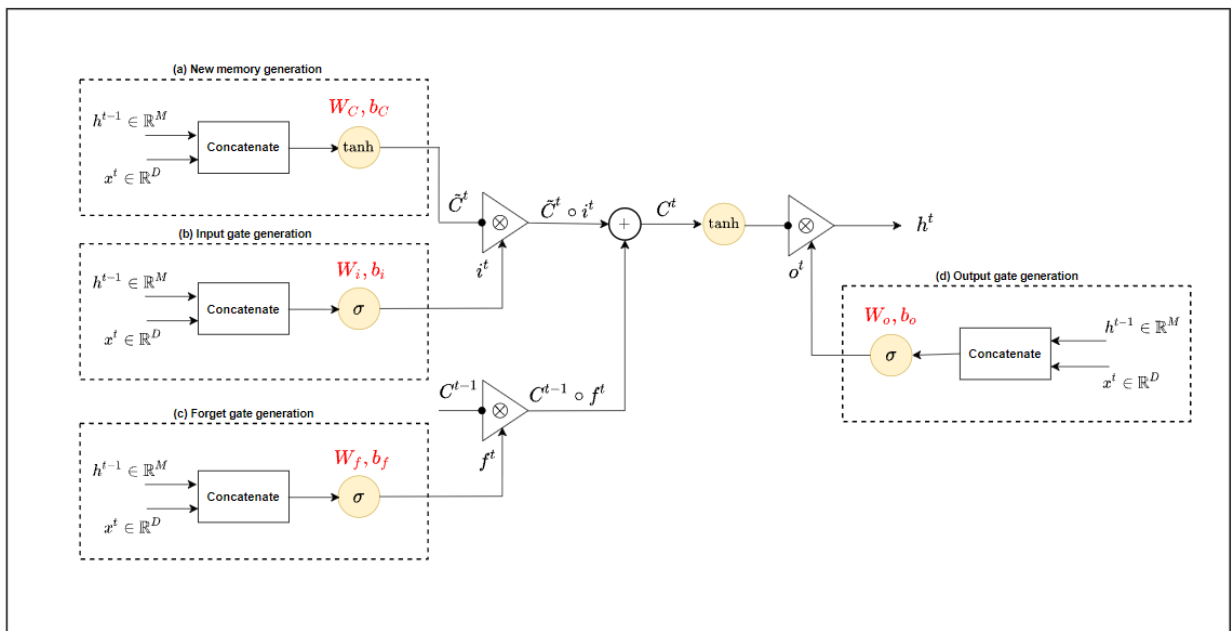 (a) New memory generation
W_C, b_C
h^{t-1} ∈ ℝ^M
Concatenate
tanh
x^t ∈ ℝ^D
C̃^t
⊗
C̃^t ∘ i^t
+
C^t
tanh
⊗
h^t
(b) Input gate generation
W_i, b_i
h^{t-1} ∈ ℝ^M
Concatenate
σ
x^t ∈ ℝ^D
i^t
o^t
(d) Output gate generation
W_o, b_o
h^{t-1} ∈ ℝ^M
σ
Concatenate
x^t ∈ ℝ^D
C^{t-1}
⊗
C^{t-1} ∘ f^t
(c) Forget gate generation
W_f, b_f
h^{t-1} ∈ ℝ^M
Concatenate
σ
x^t ∈ ℝ^D
f^t